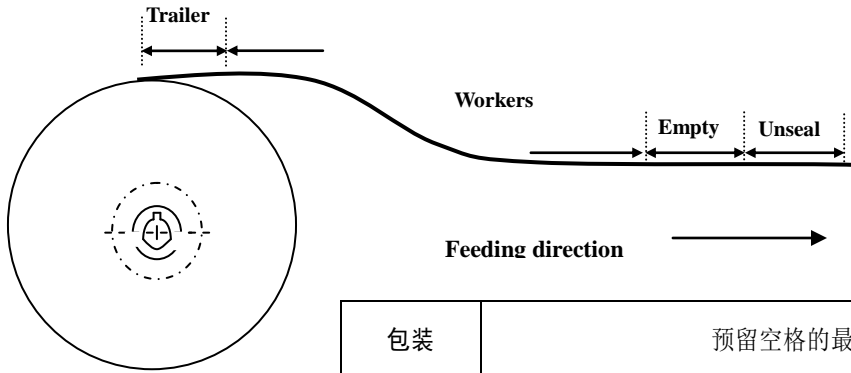 Trailer
Workers
Empty
Unseal
Feeding direction
包装
预留空格的最